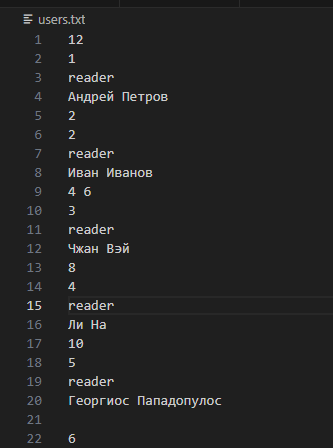 users.txt
1 12
2 1
3 reader
4 Андрей Петров
5 2
6 2
7 reader
8 Иван Иванов
9 4 6
10 3
11 reader
12 Чжан Вэй
13 8
14 4
15 reader
16 Ли На
17 10
18 5
19 reader
20 Георгиос Пападопулос
21
22 6